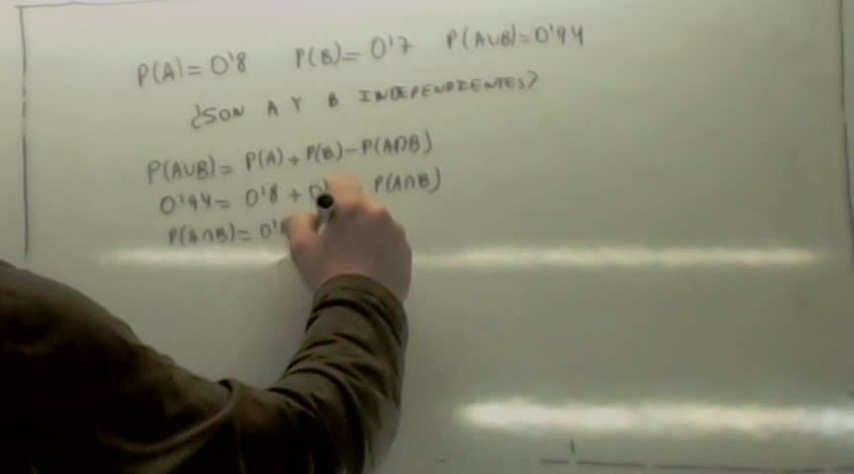 P(A)=0'8 P(B)=0'7 P(A∪B)=0'94
¿SON A Y B INDEPENDIENTES?
P(A∪B)= P(A)+P(B)-P(A∩B)
0'94= 0'8 + P(A∩B)
P(A∩B)=